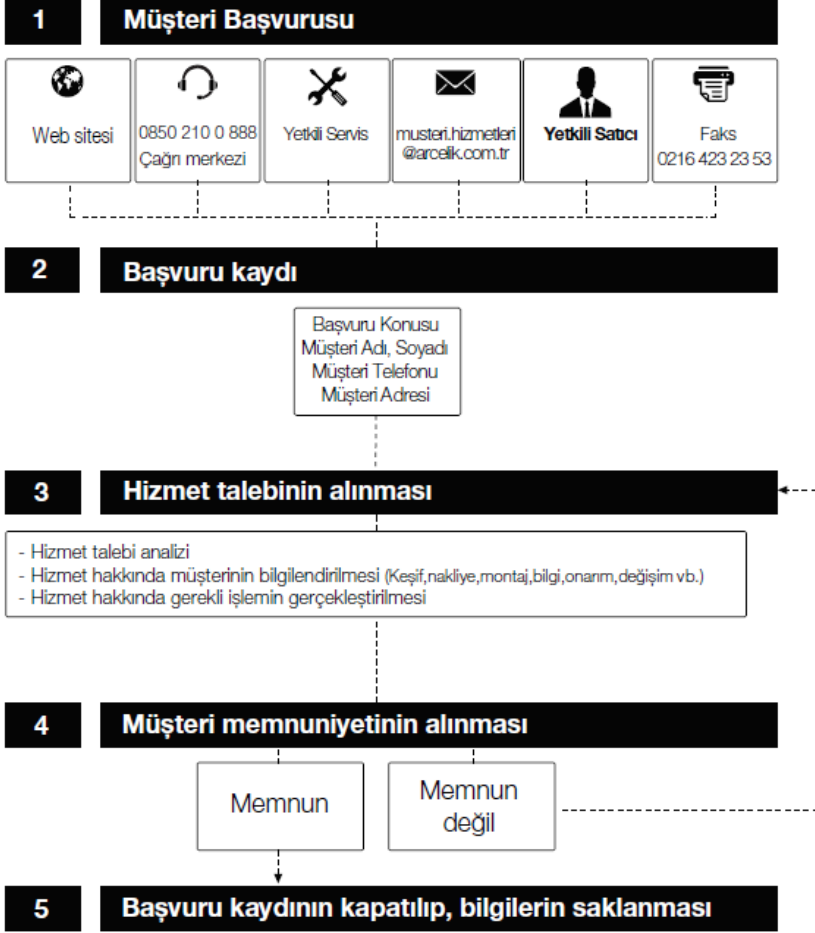 1 Müşteri Başvurusu
Web sitesi
0850 210 0 888
Çağrı merkezi
Yetkili Servis
musteri.hizmetleri
@arcelik.com.tr
Yetkili Satıcı
Faks
0216 423 23 53
2 Başvuru kaydı
Başvuru Konusu
Müşteri Adı, Soyadı
Müşteri Telefonu
Müşteri Adresi
3 Hizmet talebinin alınması
- Hizmet talebi analizi
- Hizmet hakkında müşterinin bilgilendirilmesi (Keşif,nakliye,montaj,bilgi,onarım,değişim vb.)
- Hizmet hakkında gerekli işlemin gerçekleştirilmesi
4 Müşteri memnuniyetinin alınması
Memnun
Memnun
değil
5 Başvuru kaydının kapatılıp, bilgilerin saklanması